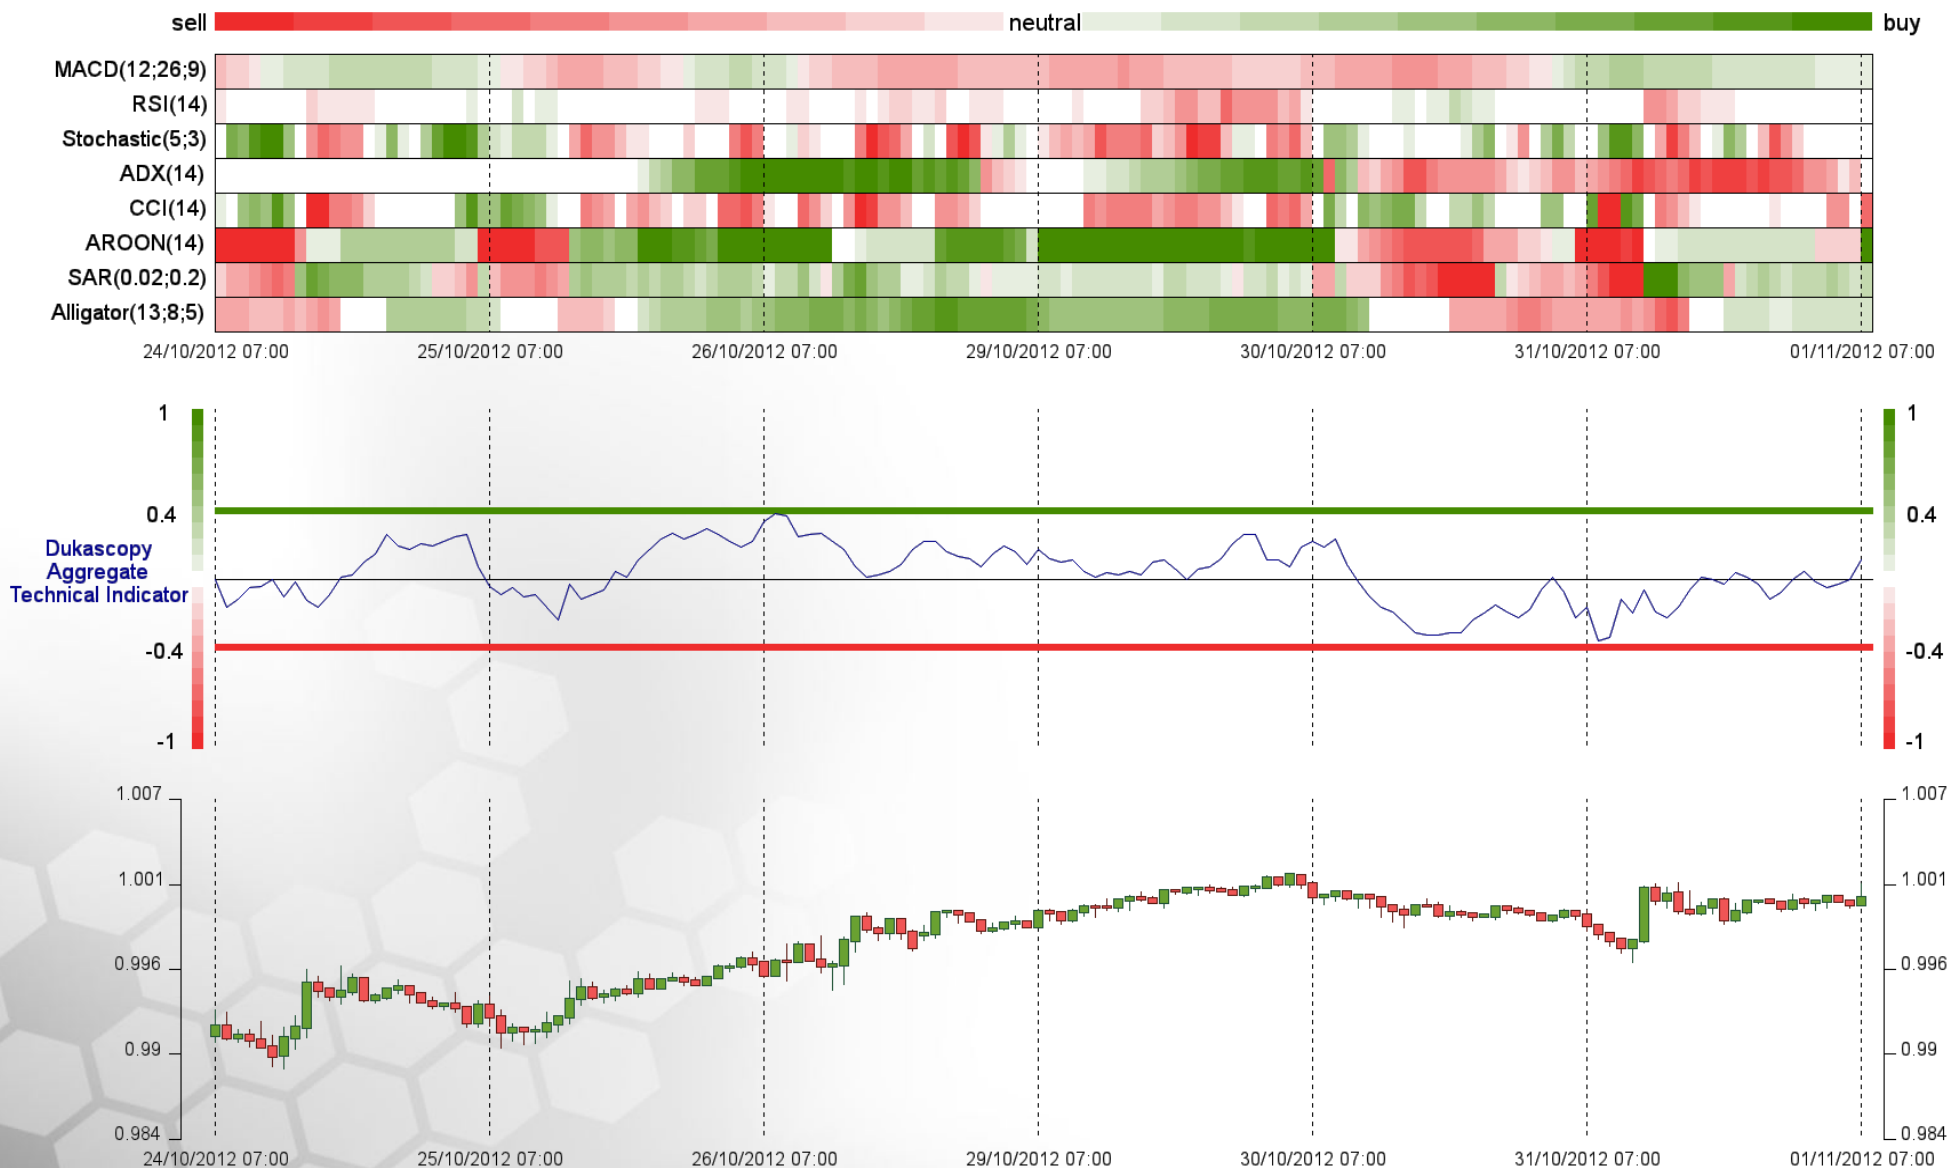 sell neutral buy
MACD(12;26;9)
RSI(14)
Stochastic(5;3)
ADX(14)
CCI(14)
AROON(14)
SAR(0.02;0.2)
Alligator(13;8;5)
24/10/2012 07:00 25/10/2012 07:00 26/10/2012 07:00 29/10/2012 07:00 30/10/2012 07:00 31/10/2012 07:00 01/11/2012 07:00
1 1
0.4 0.4
Dukascopy
Aggregate
Technical Indicator
-0.4 -0.4
-1 -1
1.007 1.007
1.001 1.001
0.996 0.996
0.99 0.99
0.984 0.984
24/10/2012 07:00 25/10/2012 07:00 26/10/2012 07:00 29/10/2012 07:00 30/10/2012 07:00 31/10/2012 07:00 01/11/2012 07:00